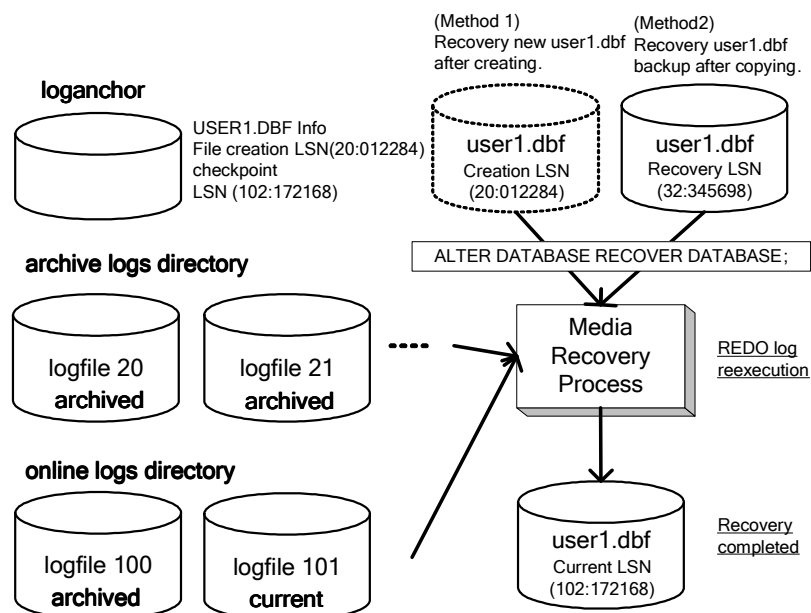 (Method 1)
Recovery new user1.dbf
after creating.
(Method2)
Recovery user1.dbf
backup after copying.
loganchor
USER1.DBF Info
File creation LSN(20:012284)
checkpoint
LSN (102:172168)
user1.dbf
Creation LSN
(20:012284)
user1.dbf
Recovery LSN
(32:345698)
ALTER DATABASE RECOVER DATABASE;
archive logs directory
logfile 20
archived
logfile 21
archived
Media
Recovery
Process
REDO log
reexecution
online logs directory
logfile 100
archived
logfile 101
current
user1.dbf
Current LSN
(102:172168)
Recovery
completed